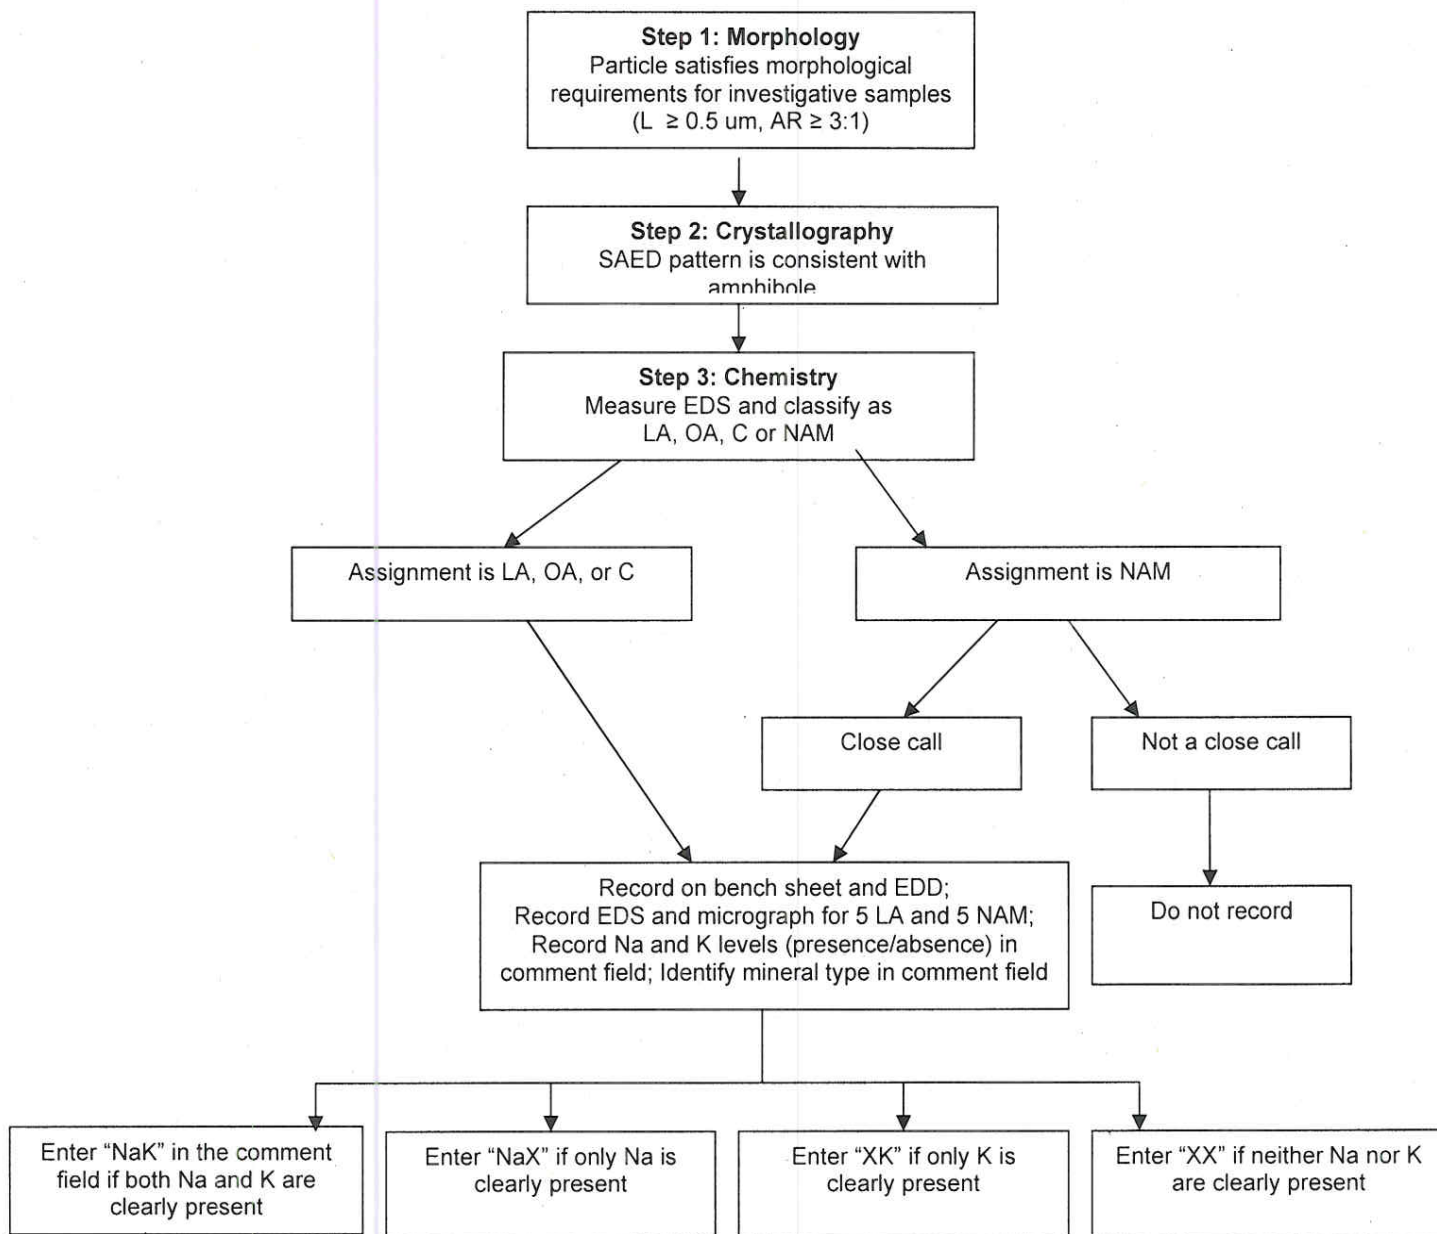 Step 1: Morphology
Particle satisfies morphological
requirements for investigative samples
(L ≥ 0.5 um, AR ≥ 3:1)
Step 2: Crystallography
SAED pattern is consistent with
amphibole
Step 3: Chemistry
Measure EDS and classify as
LA, OA, C or NAM
Assignment is LA, OA, or C
Assignment is NAM
Close call
Not a close call
Record on bench sheet and EDD;
Record EDS and micrograph for 5 LA and 5 NAM;
Record Na and K levels (presence/absence) in
comment field; Identify mineral type in comment field
Do not record
Enter “NaK” in the comment
field if both Na and K are
clearly present
Enter “NaX” if only Na is
clearly present
Enter “XK” if only K is
clearly present
Enter “XX” if neither Na nor K
are clearly present